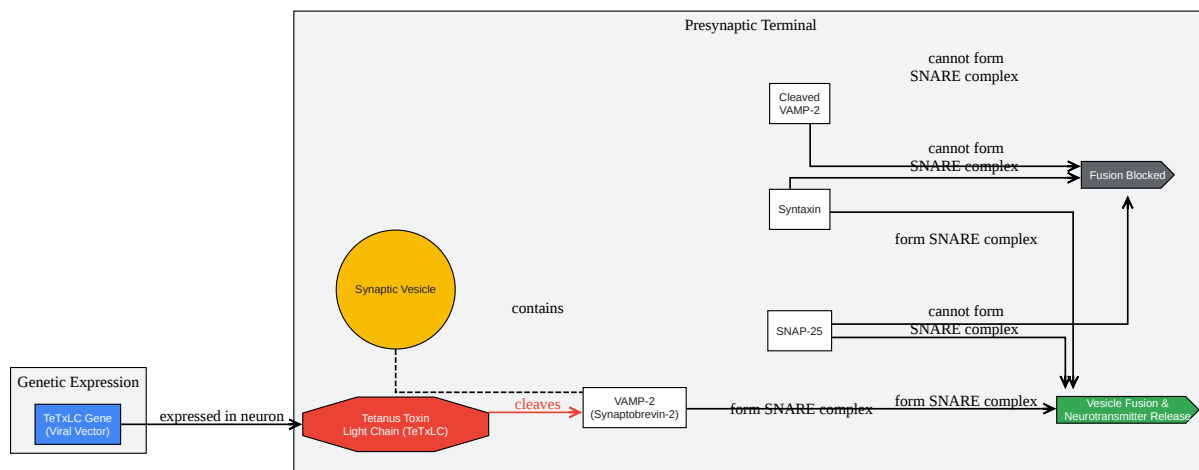 Presynaptic Terminal
cannot form
SNARE complex
Cleaved
VAMP-2
cannot form
SNARE complex
Fusion Blocked
Syntaxin
form SNARE complex
Synaptic Vesicle
contains
cannot form
SNARE complex
SNAP-25
Genetic Expression
TeTxLC Gene
(Viral Vector)
expressed in neuron
Tetanus Toxin
Light Chain (TeTxLC)
cleaves
VAMP-2
(Synaptobrevin-2)
form SNARE complex
form SNARE complex
Vesicle Fusion &
Neurotransmitter Release